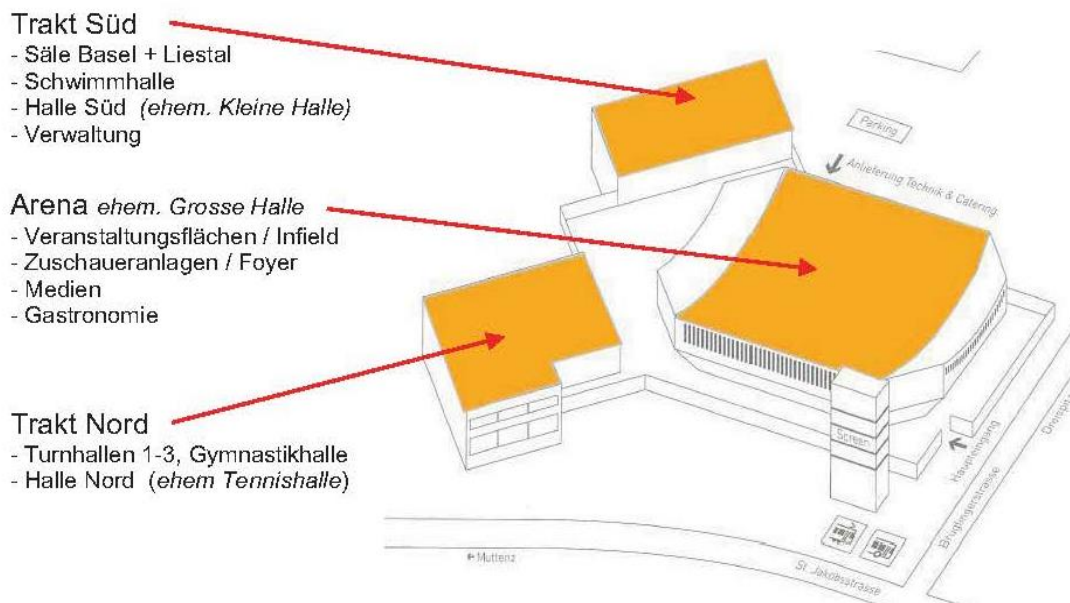 Trakt Süd
- Säle Basel + Liestal
- Schwimmhalle
- Halle Süd (ehem. Kleine Halle)
- Verwaltung
Arena ehem. Grosse Halle
- Veranstaltungsflächen / Infield
- Zuschaueranlagen / Foyer
- Medien
- Gastronomie
Trakt Nord
- Turnhallen 1-3, Gymnastikhalle
- Halle Nord (ehem Tennishalle)
Parking
Anlieferung Technik & Catering
Screen
Haupteingang
Brüglingerstrasse
St. Jakobsstrasse
Muttenz